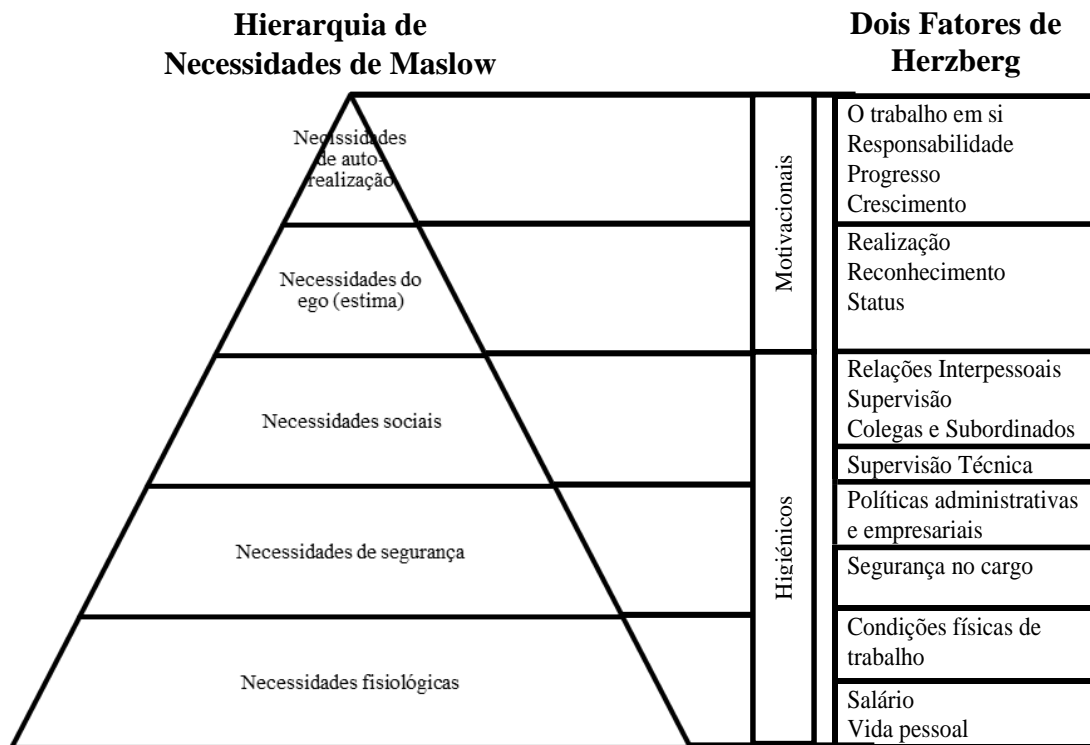 Hierarquia de
Necessidades de Maslow
Dois Fatores de
Herzberg
Necissidades
de auto-
realização
Necessidades do
ego (estima)
Necessidades sociais
Necessidades de segurança
Necessidades fisiológicas
Motivacionais
Higiénicos
O trabalho em si
Responsabilidade
Progresso
Crescimento
Realização
Reconhecimento
Status
Relações Interpessoais
Supervisão
Colegas e Subordinados
Supervisão Técnica
Políticas administrativas
e empresariais
Segurança no cargo
Condições físicas de
trabalho
Salário
Vida pessoal